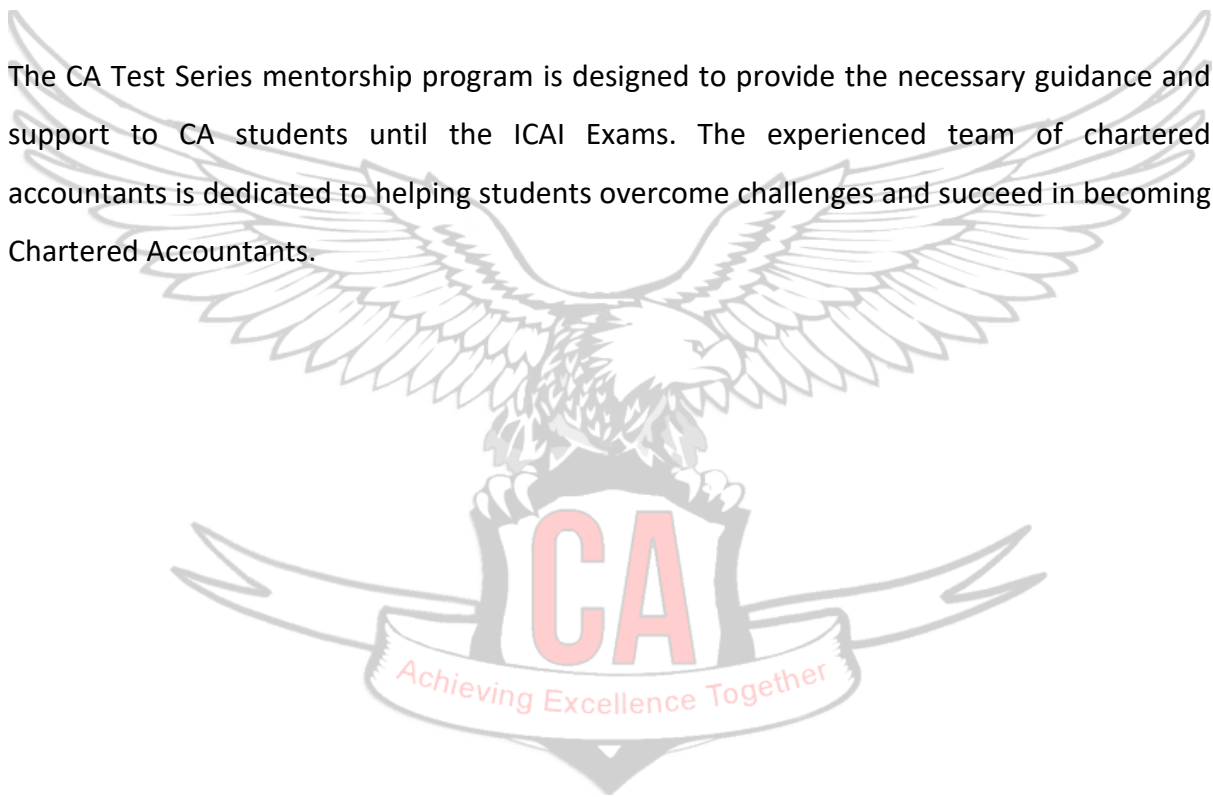 The CA Test Series mentorship program is designed to provide the necessary guidance and
support to CA students until the ICAI Exams. The experienced team of chartered
accountants is dedicated to helping students overcome challenges and succeed in becoming
Chartered Accountants.
CA
Achieving Excellence Together